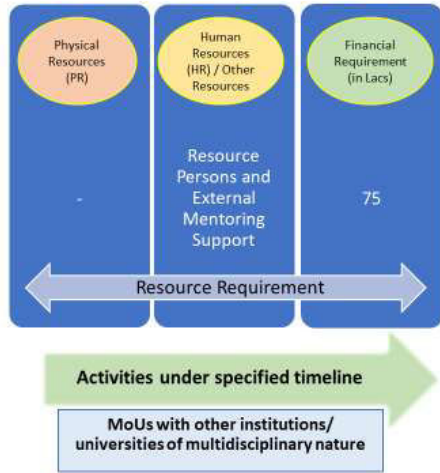 Physical
Resources
(PR)
Human
Resources
(HR) / Other
Resources
Financial
Requirement
(in Lacs)
-
Resource
Persons and
External
Mentoring
Support
75
Resource Requirement
Activities under specified timeline
MoUs with other institutions/
universities of multidisciplinary nature